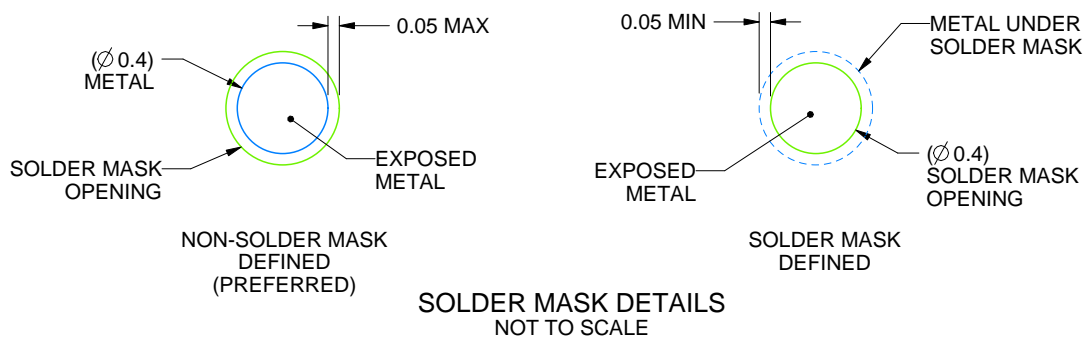 0.05 MAX
(∅ 0.4)
METAL
SOLDER MASK
OPENING
EXPOSED
METAL
NON-SOLDER MASK
DEFINED
(PREFERRED)
0.05 MIN
METAL UNDER
SOLDER MASK
EXPOSED
METAL
(∅ 0.4)
SOLDER MASK
OPENING
SOLDER MASK
DEFINED
SOLDER MASK DETAILS
NOT TO SCALE